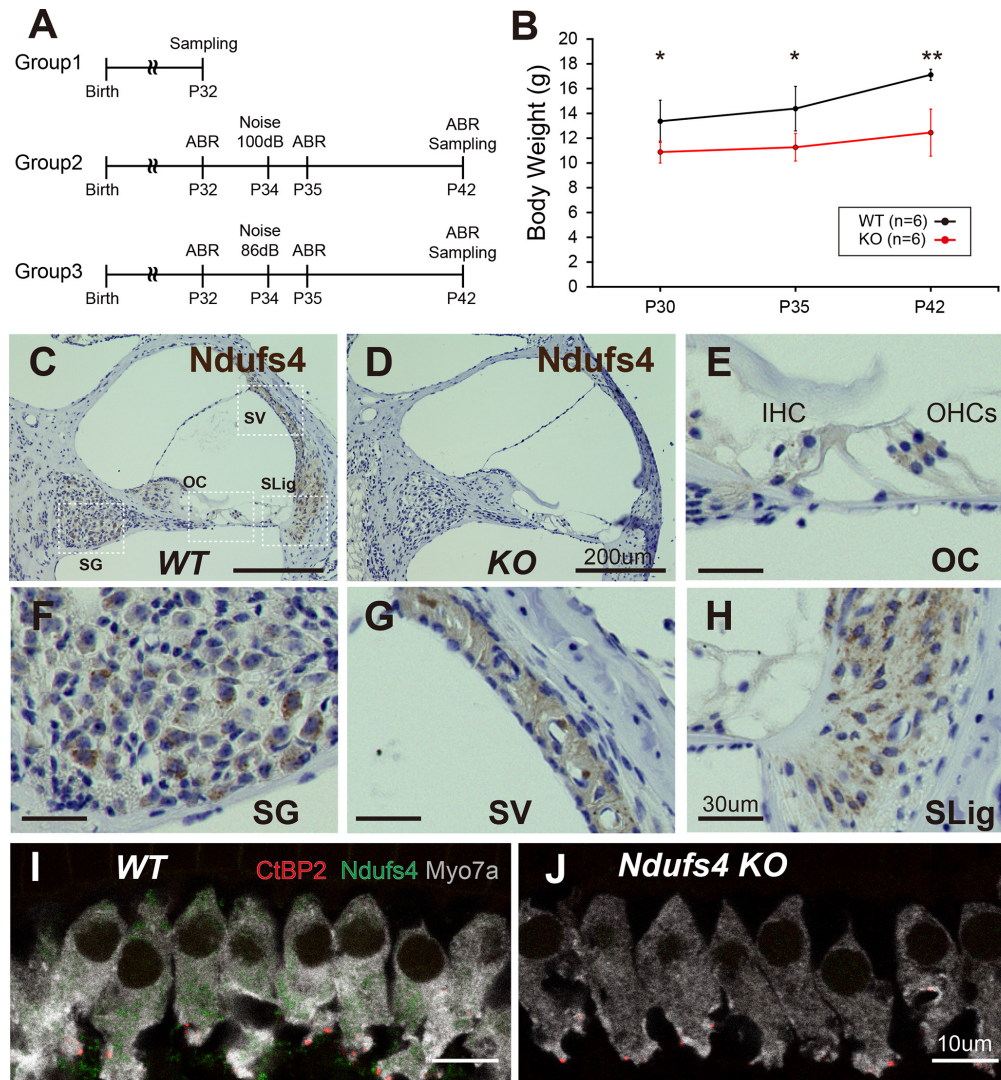 A
Sampling
Group1
Birth
P32
Noise
100dB
ABR
ABR
ABR
Sampling
Group2
Birth
P32
P34
P35
P42
Noise
86dB
ABR
ABR
ABR
Sampling
Group3
Birth
P32
P34
P35
P42
B
Body Weight (g)
20
18
16
14
12
10
8
6
4
2
0
*
*
**
WT (n=6)
KO (n=6)
P30
P35
P42
C
Ndufs4
SV
OC
SLig
SG
WT
D
Ndufs4
KO
200um
E
IHC
OHCs
OC
F
SG
G
SV
H
30um
SLig
I
WT
CtBP2 Ndufs4 Myo7a
J
Ndufs4 KO
10um